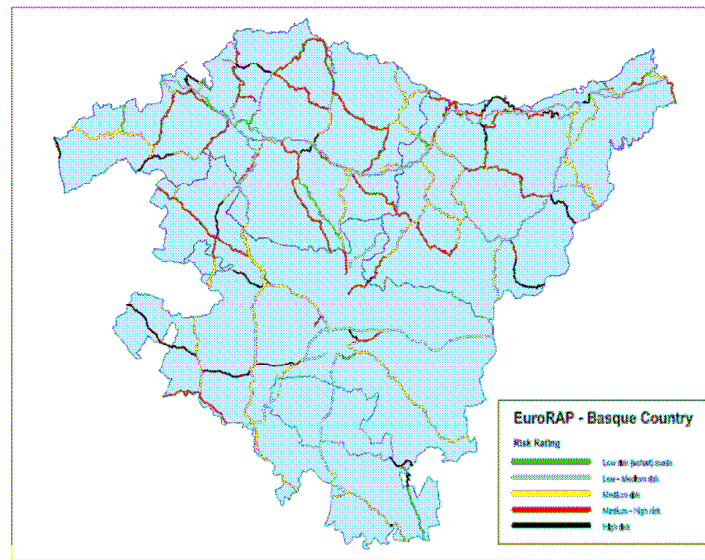 EuroRAP - Basque Country
Risk Rating
Low risk (safest) roads
Low - Medium risk
Medium risk
Medium - High risk
High risk